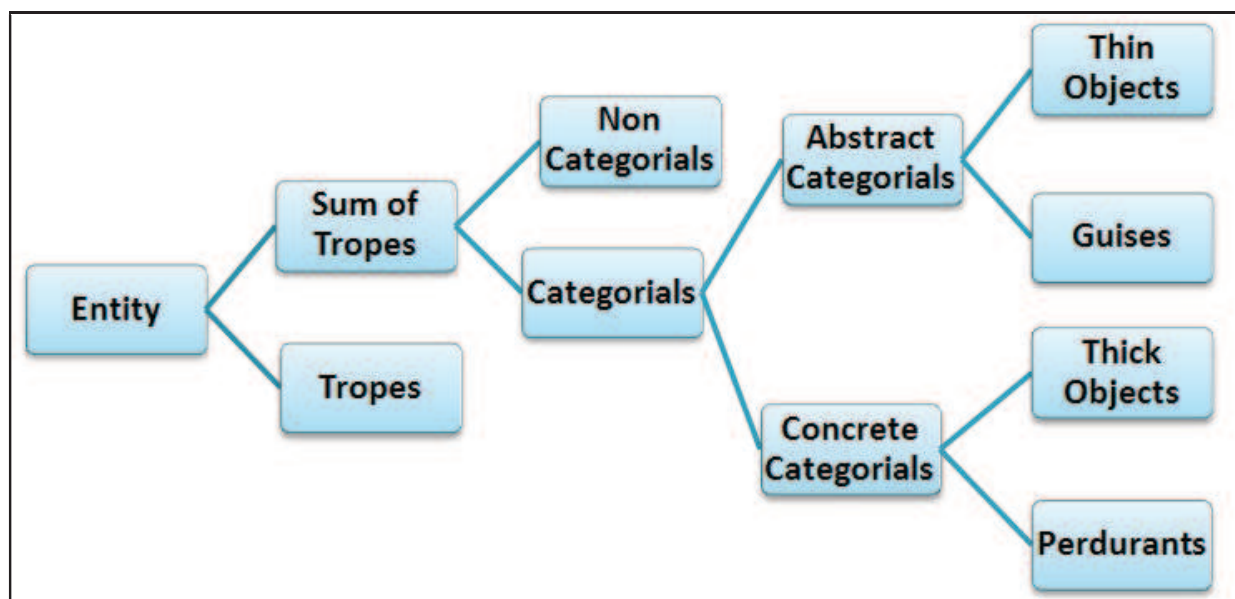 Entity
Sum of
Tropes
Tropes
Non
Categorials
Categorials
Abstract
Categorials
Concrete
Categorials
Thin
Objects
Guises
Thick
Objects
Perdurants